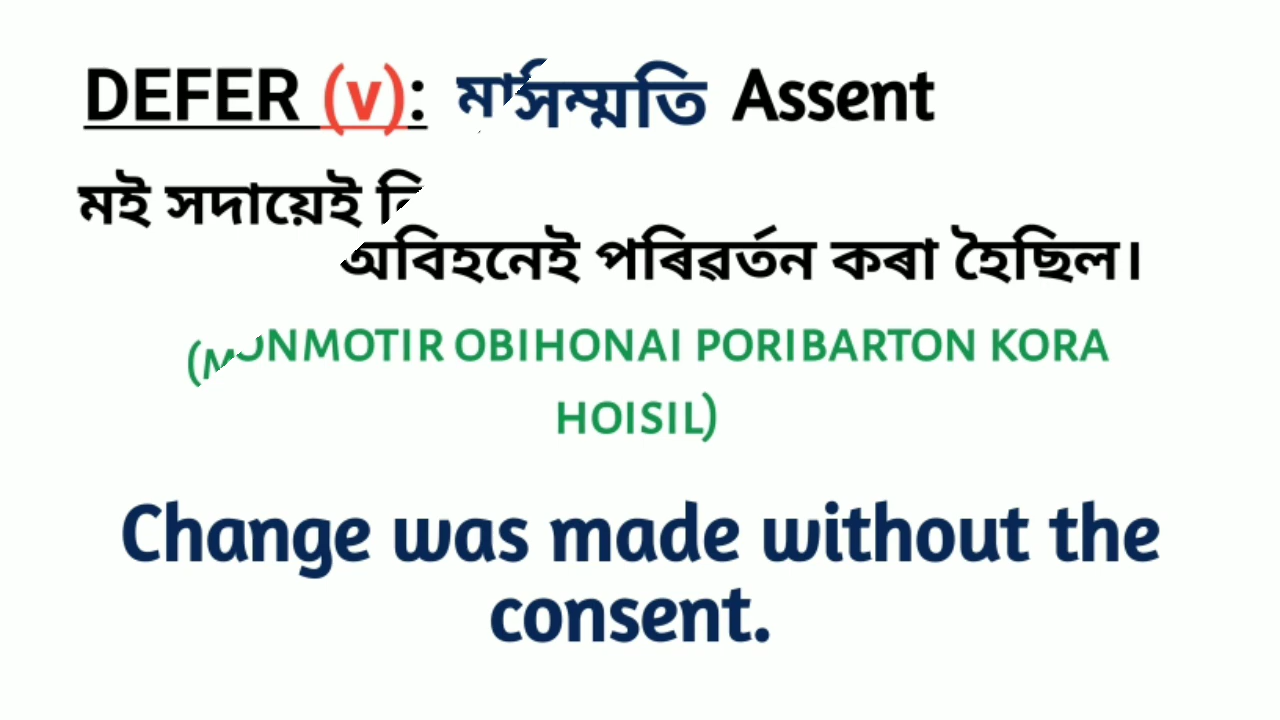 DEFER (v): সম্মতি Assent
মই সদায়েই
অবিহনেই পৰিৱৰ্তন কৰা হৈছিল।
OBIHONAI PORIBARTON KORA
HOISIL)
Change was made without the
consent.